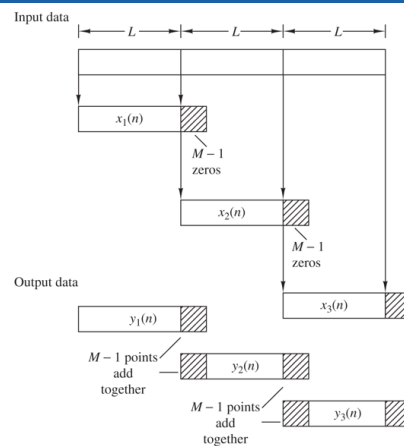 Input data
L L L
x₁(n)
M – 1
zeros
x₂(n)
M – 1
zeros
Output data
x₃(n)
y₁(n)
M – 1 points
add
together
y₂(n)
M – 1 points
add
together
y₃(n)